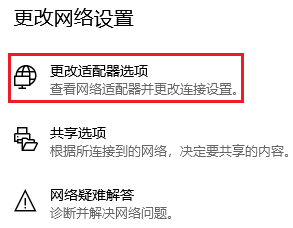 更改网络设置
更改适配器选项
查看网络适配器并更改连接设置。
共享选项
根据所连接到的网络，决定要共享的内容。
网络疑难解答
诊断并解决网络问题。